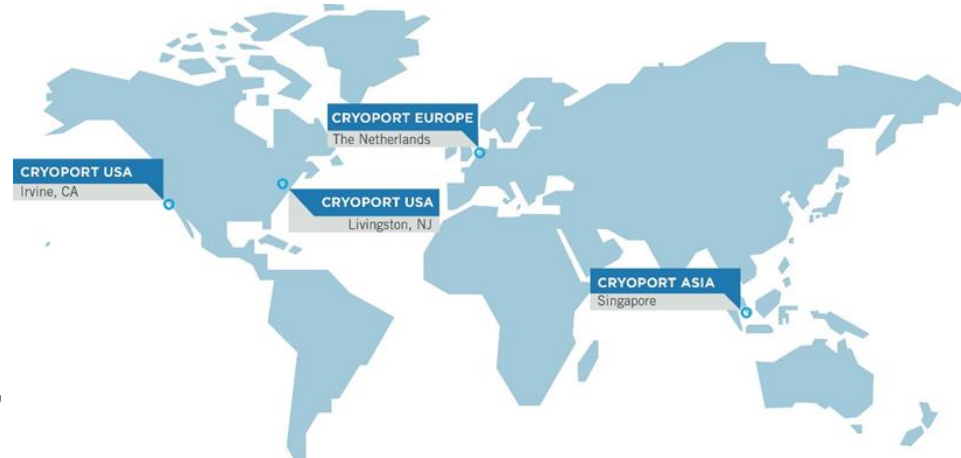 CRYOPORT EUROPE
The Netherlands
CRYOPORT USA
Irvine, CA
CRYOPORT USA
Livingston, NJ
CRYOPORT ASIA
Singapore